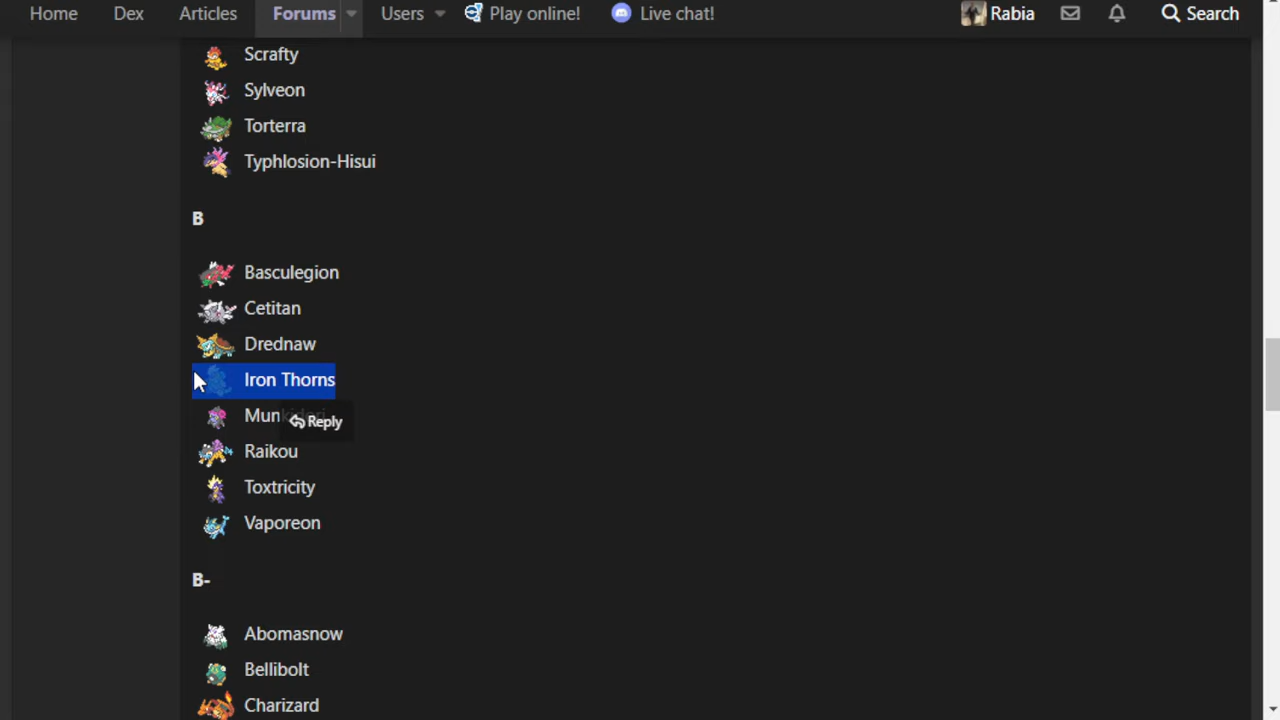 Home Dex Articles Forums Users Play online! Live chat! Rabia Search
Scrafty
Sylveon
Torterra
Typhlosion-Hisui
B
Basculegion
Cetitan
Drednaw
Iron Thorns
Munkidori
Reply
Raikou
Toxtricity
Vaporeon
B-
Abomasnow
Bellibolt
Charizard